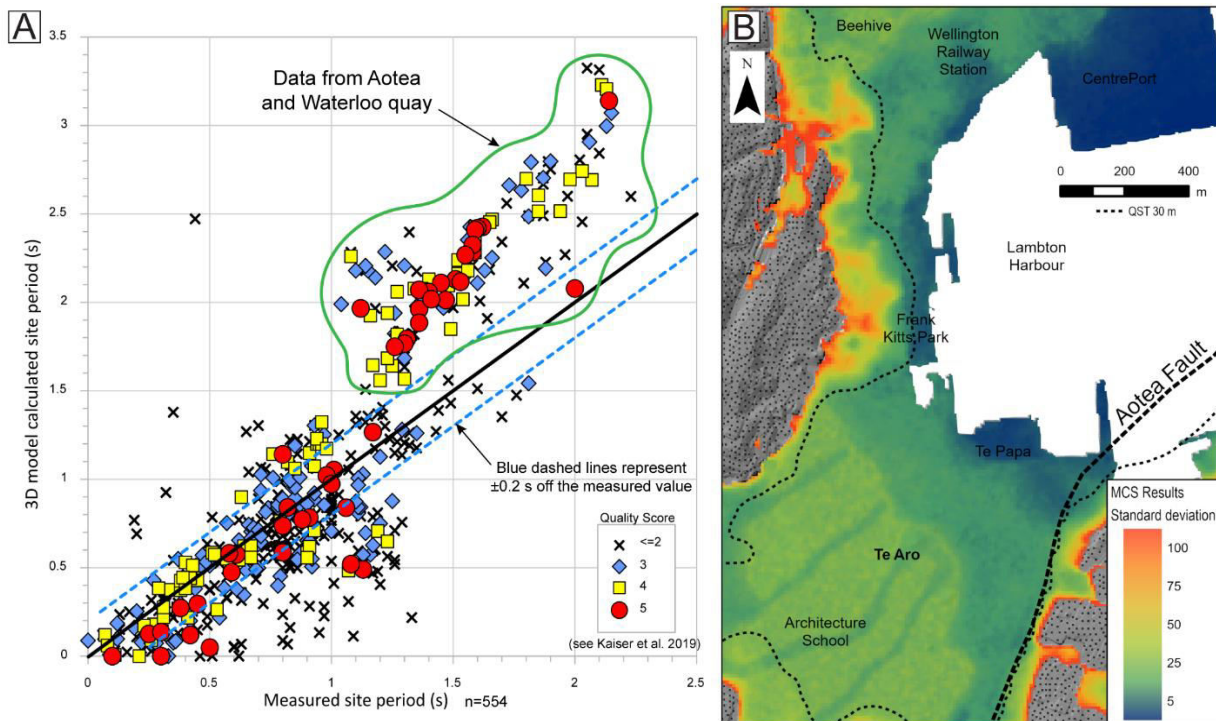 A
3D model calculated site period (s)
3.5
3
2.5
2
1.5
1
0.5
0
Data from Aotea
and Waterloo quay
Blue dashed lines represent
±0.2 s off the measured value
Quality Score
<=2
3
4
5
(see Kaiser et al. 2019)
0
0.5
1
1.5
2
2.5
Measured site period (s)
n=554
B
N
Beehive
Wellington
Railway
Station
CentrePort
0
200
400
m
QST 30 m
Lambton
Harbour
Frank
Kitts Park
Aotea Fault
Te Papa
Te Aro
Architecture
School
MCS Results
Standard deviation
100
75
50
25
5